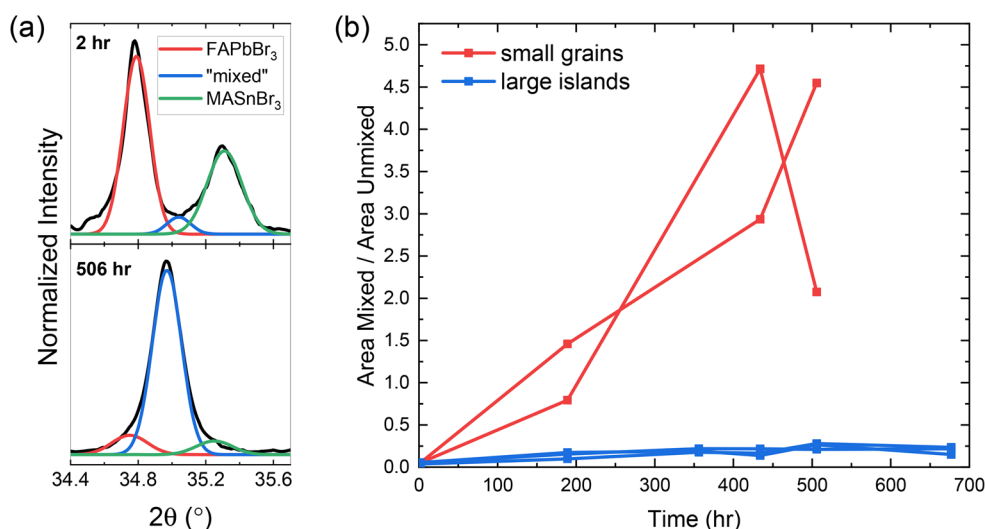 (a)
2 hr
FAPbBr₃
"mixed"
MASnBr₃
506 hr
Normalized Intensity
34.4 34.8 35.2 35.6
2θ (°)
(b)
small grains
large islands
5.0
4.5
4.0
3.5
3.0
2.5
2.0
1.5
1.0
0.5
0.0
Area Mixed / Area Unmixed
0 100 200 300 400 500 600 700
Time (hr)